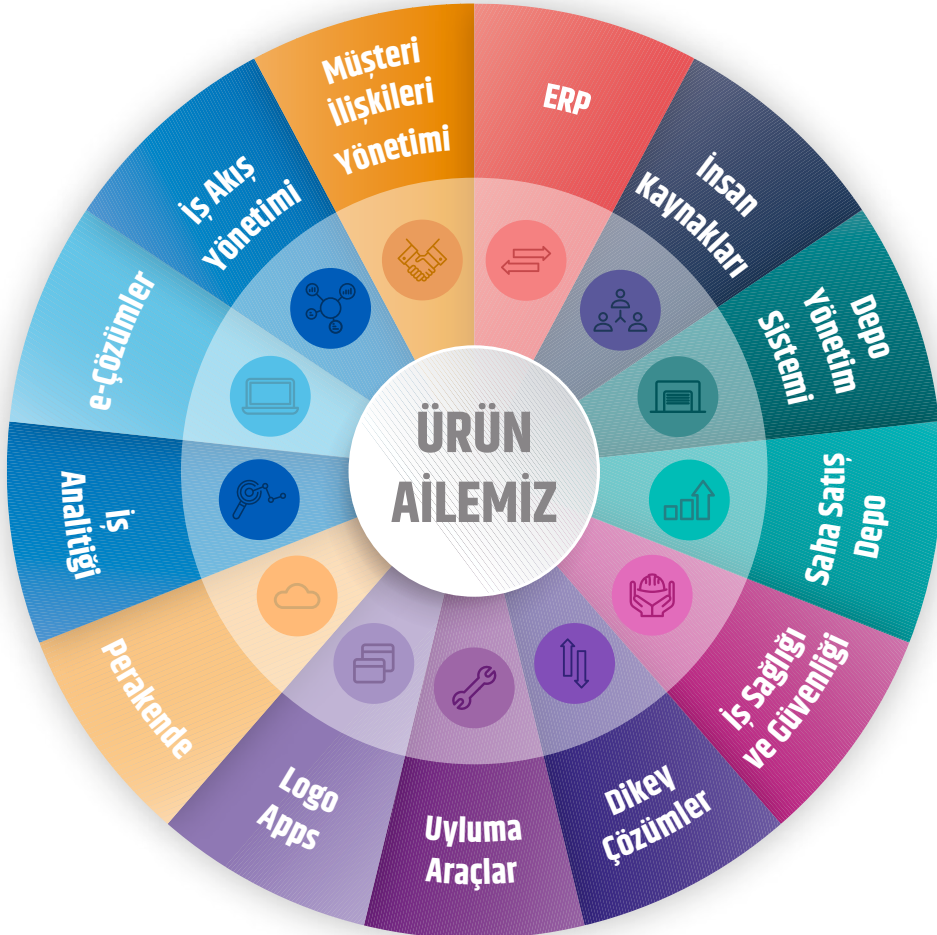 ÜRÜN
AİLEMİZ
ERP
İnsan
Kaynakları
Depo
Yönetim
Sistemi
Saha Satış
Depo
İş Sağlığı
ve Güvenliği
Dikey
Çözümler
Uyluma
Araçlar
Logo
Apps
Perakende
İş
Analitiği
e-Çözümler
İş Akış
Yönetimi
Müşteri
İlişkileri
Yönetimi